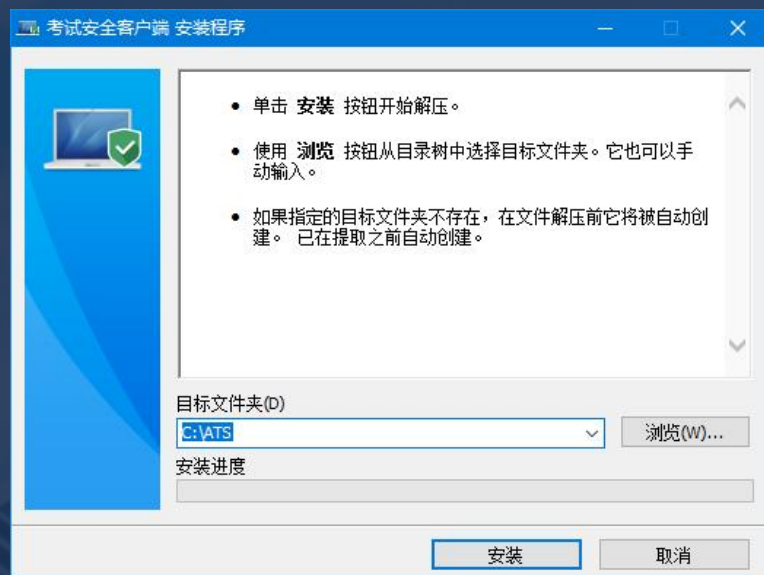 考试安全客户端 安装程序
• 单击 安装 按钮开始解压。
• 使用 浏览 按钮从目录树中选择目标文件夹。它也可以手
动输入。
• 如果指定的目标文件夹不存在，在文件解压前它将被自动创
建。 已在提取之前自动创建。
目标文件夹(D)
C:\ATS
浏览(W)...
安装进度
安装
取消